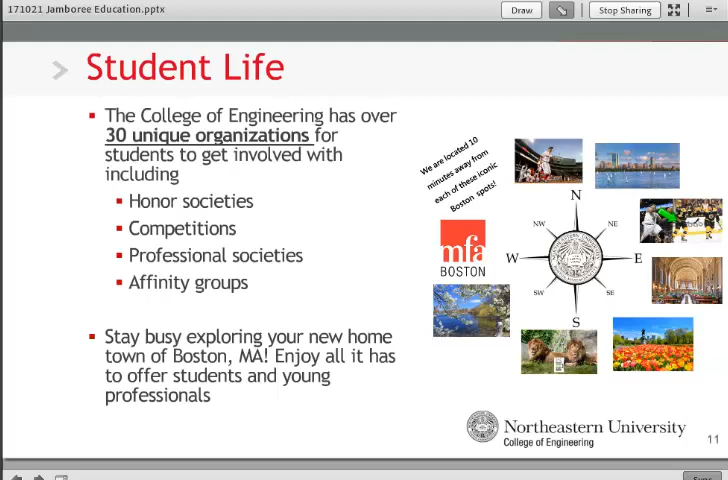 171021 Jamboree Education.pptx
Draw
Stop Sharing
Student Life
The College of Engineering has over
30 unique organizations for
students to get involved with
including
Honor societies
Competitions
Professional societies
Affinity groups
Stay busy exploring your new home
town of Boston, MA! Enjoy all it has
to offer students and young
professionals
We are located 10
minutes away from
each of these iconic
Boston spots!
mfa
BOSTON
N
NW
NE
W
E
SW
SE
S
Northeastern University
College of Engineering
11
Sync